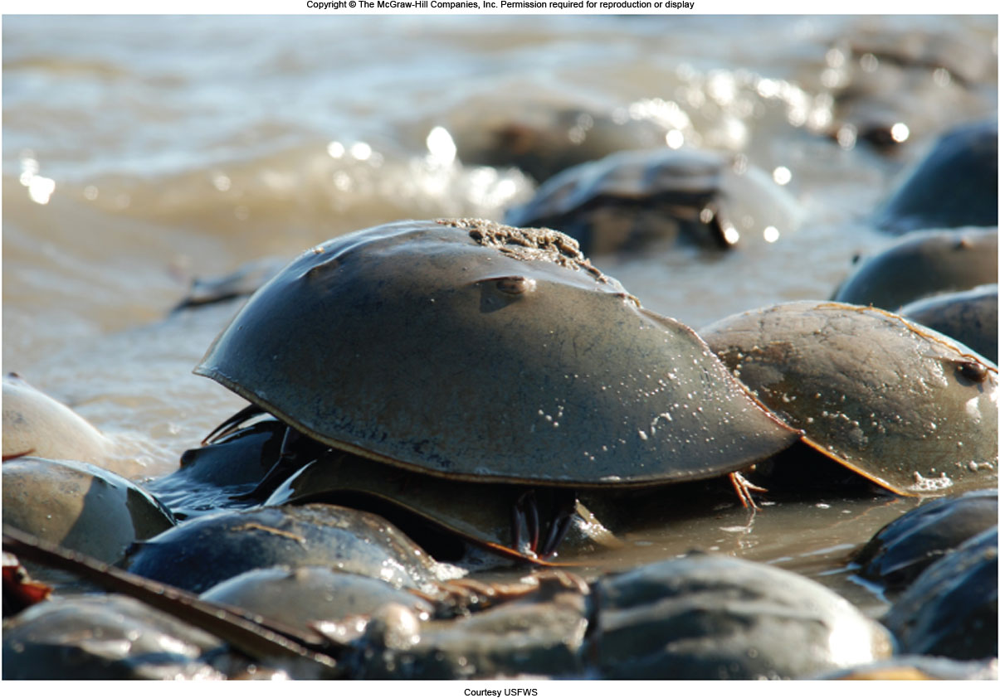 Copyright © The McGraw-Hill Companies, Inc. Permission required for reproduction or display
Courtesy USFWS